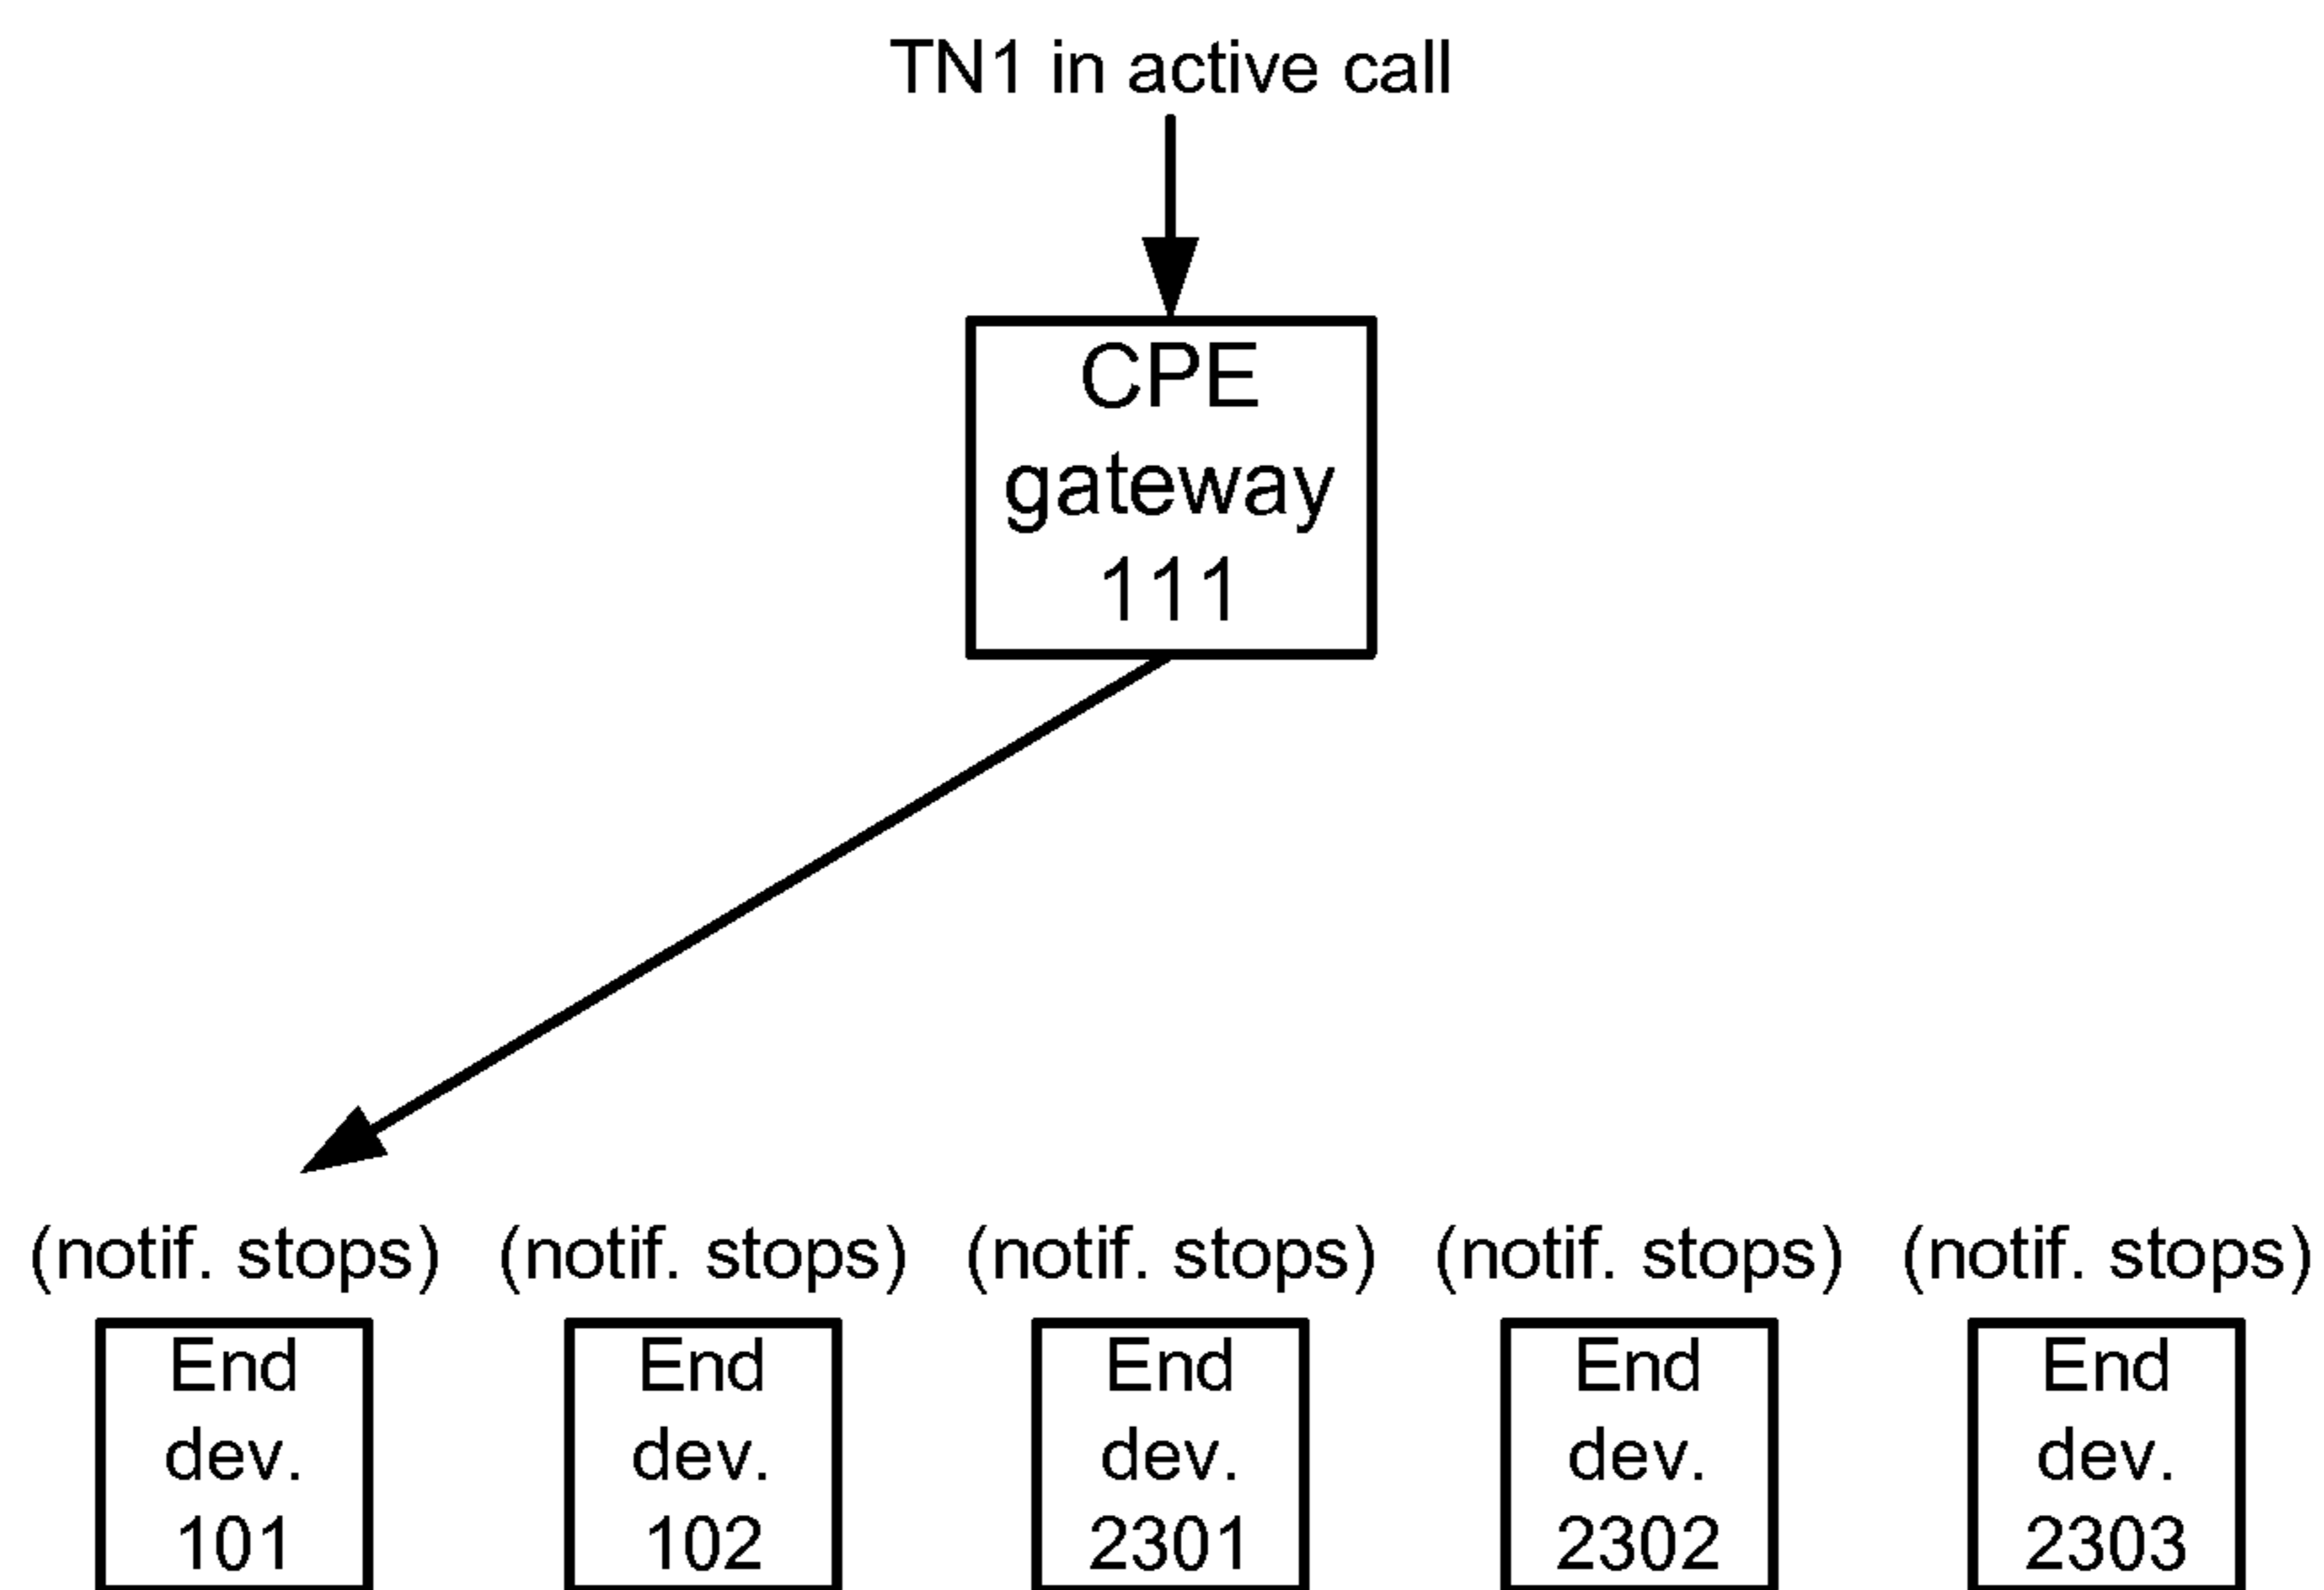 TN1 in active call
CPE
gateway
111
(notif. stops) (notif. stops) (notif. stops) (notif. stops) (notif. stops)
End
dev.
101
End
dev.
102
End
dev.
2301
End
dev.
2302
End
dev.
2303